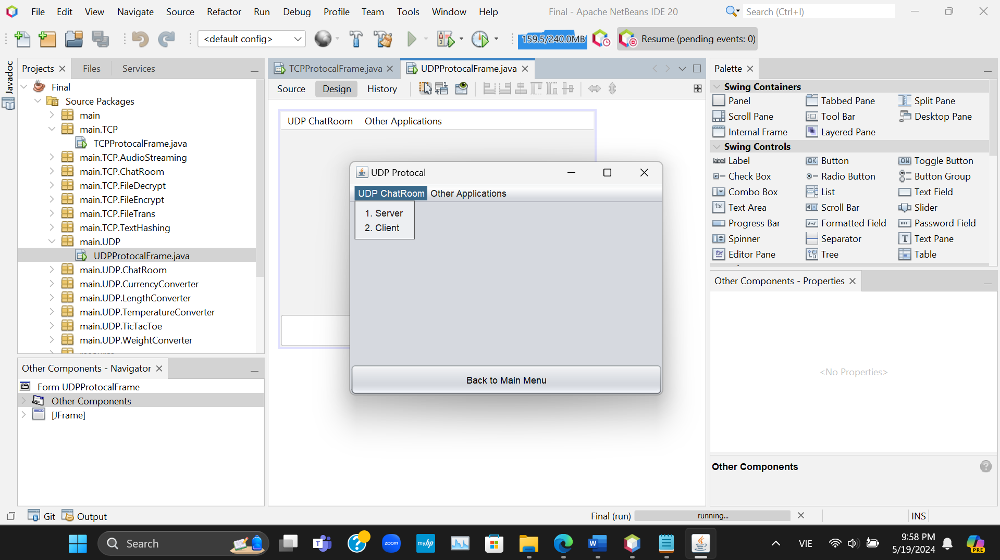 File Edit View Navigate Source Refactor Run Debug Profile Team Tools Window Help
Final - Apache NetBeans IDE 20
Search (Ctrl+I)
<default config>
159.5/240.0MB
Resume (pending events: 0)
Javadoc
Projects Files Services
Final
Source Packages
main
main.TCP
TCPProtocalFrame.java
main.TCP.AudioStreaming
main.TCP.ChatRoom
main.TCP.FileDecrypt
main.TCP.FileEncrypt
main.TCP.FileTrans
main.TCP.TextHashing
main.UDP
UDPProtocalFrame.java
main.UDP.ChatRoom
main.UDP.CurrencyConverter
main.UDP.LengthConverter
main.UDP.TemperatureConverter
main.UDP.TicTacToe
main.UDP.WeightConverter
Other Components - Navigator
Form UDPProtocalFrame
Other Components
[JFrame]
TCPProtocalFrame.java UDPProtocalFrame.java
Source Design History
UDP ChatRoom Other Applications
UDP Protocal
UDP ChatRoom Other Applications
1. Server
2. Client
Back to Main Menu
Palette
Swing Containers
Panel Tabbed Pane Split Pane
Scroll Pane Tool Bar Desktop Pane
Internal Frame Layered Pane
Swing Controls
label Label OK Button ON Toggle Button
Check Box Radio Button Button Group
Combo Box List Text Field
Text Area Scroll Bar Slider
Progress Bar Formatted Field Password Field
Spinner Separator Text Pane
Editor Pane Tree Table
Other Components - Properties
<No Properties>
Other Components
Git Output
Final (run) running... INS
Search
zoom
myhp
VIE
9:58 PM
5/19/2024
PRE